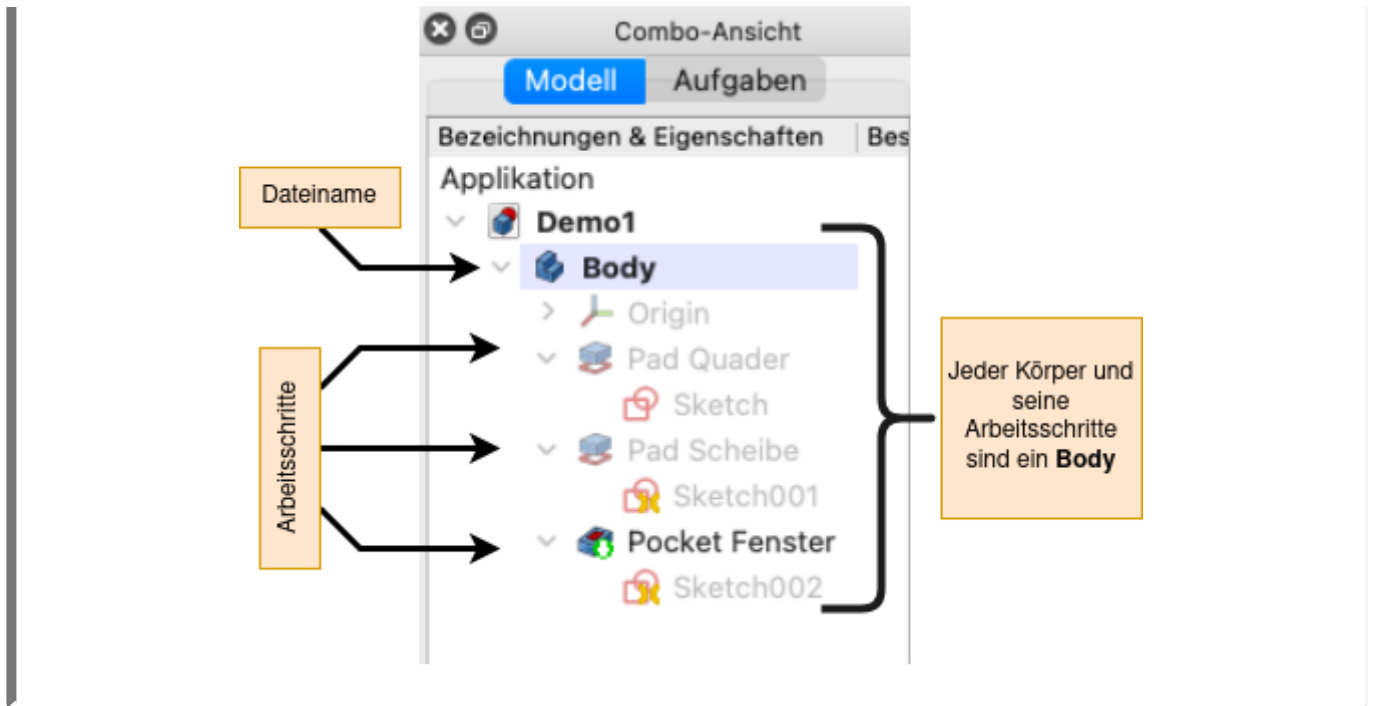 Combo-Ansicht
Modell
Aufgaben
Bezeichnungen & Eigenschaften
Bes
Applikation
Dateiname
Demo1
Body
Origin
Pad Quader
Sketch
Pad Scheibe
Sketch001
Pocket Fenster
Sketch002
Arbeitsschritte
Jeder Körper und
seine
Arbeitsschritte
sind ein Body